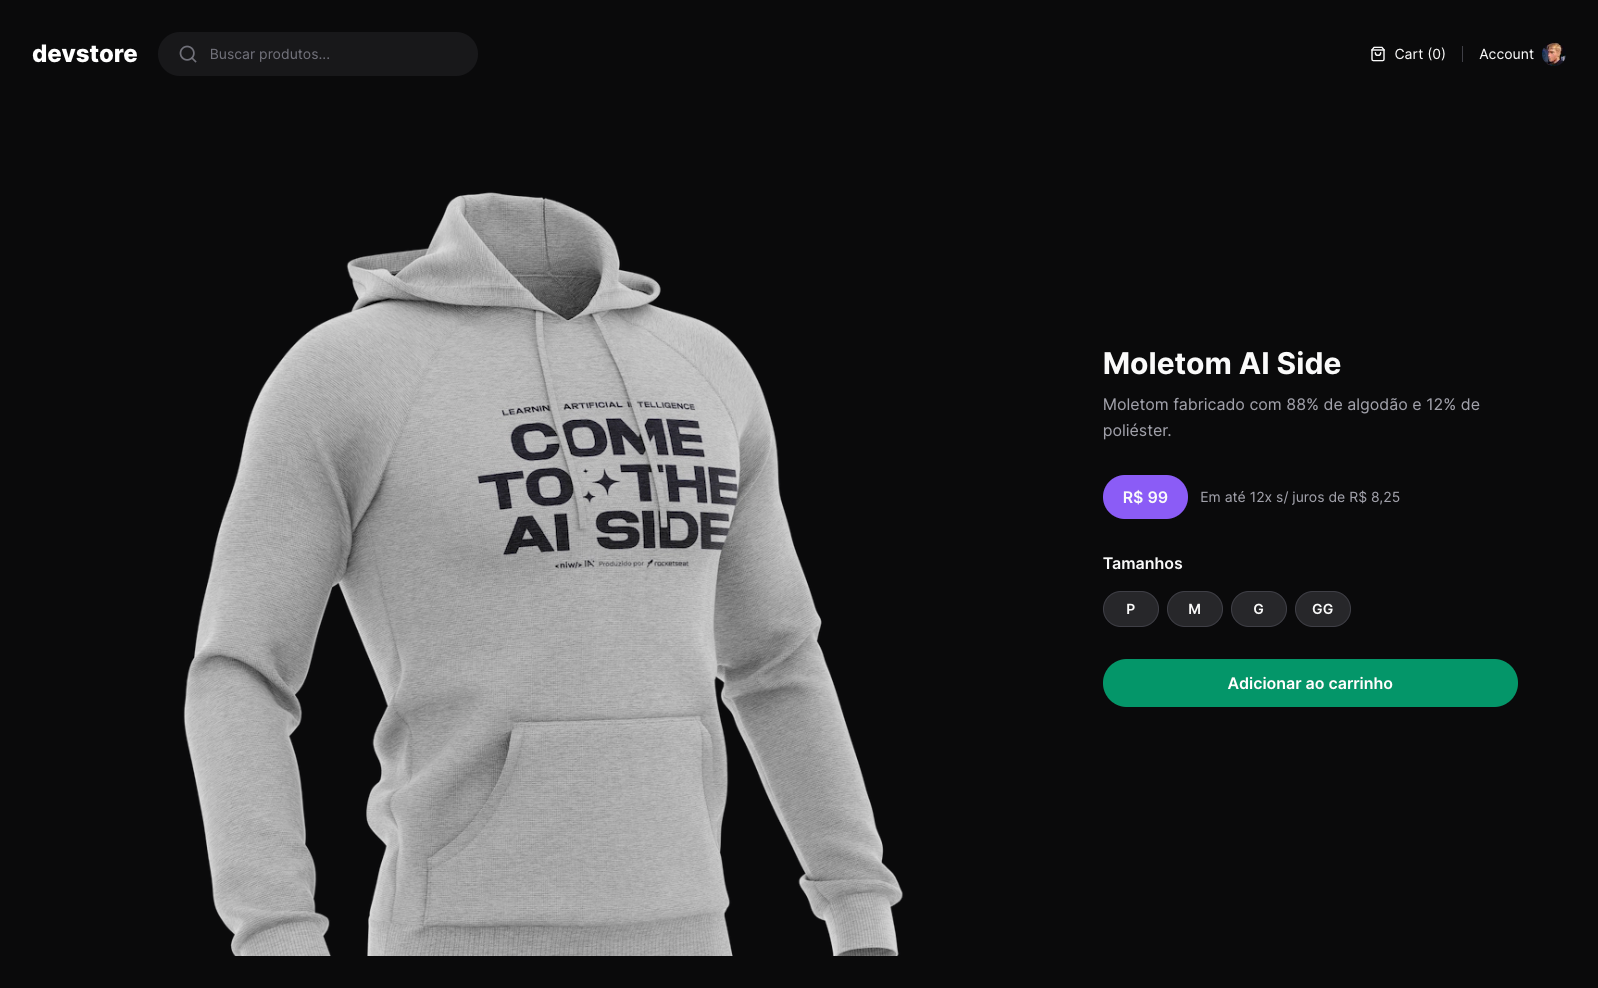 devstore
Buscar produtos...
Cart (0)
Account
LEARNIN ARTIFICIAL I TELLIGENCE
COME
TO THE
AI SIDE
<niw/> IA Produzido por rocketseat
Moletom AI Side
Moletom fabricado com 88% de algodão e 12% de
poliéster.
R$ 99
Em até 12x s/ juros de R$ 8,25
Tamanhos
P
M
G
GG
Adicionar ao carrinho